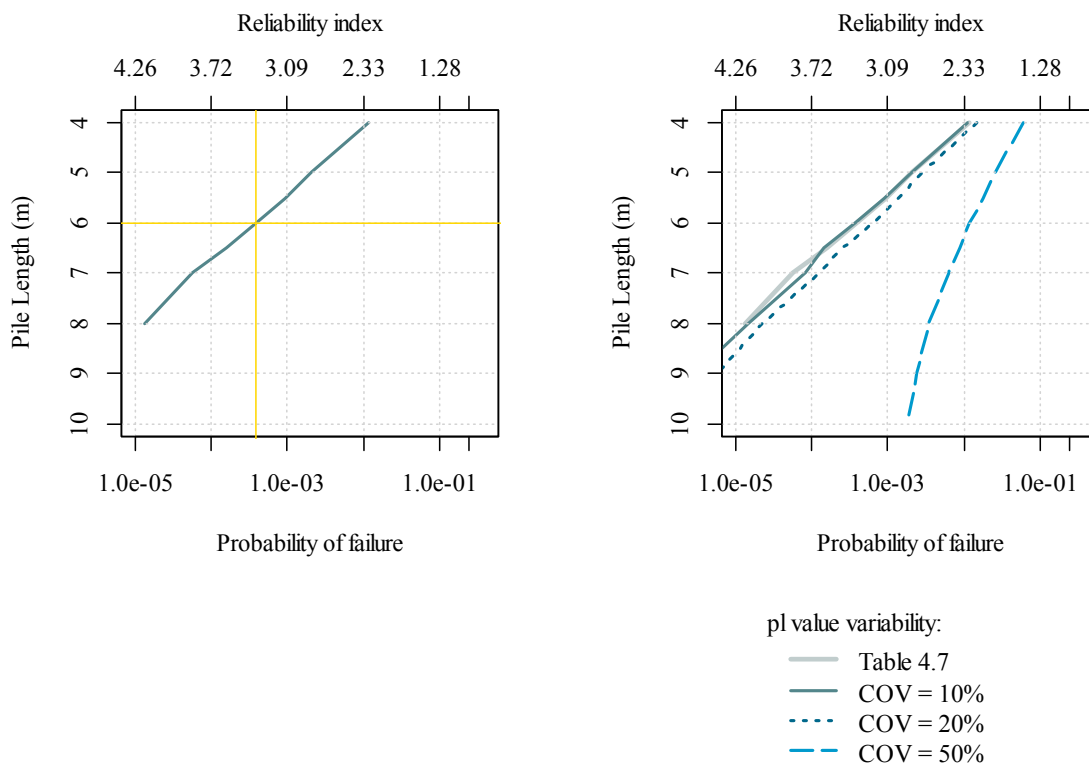 Reliability index
4.26 3.72 3.09 2.33 1.28
Pile Length (m)
4
5
6
7
8
9
10
1.0e-05 1.0e-03 1.0e-01
Probability of failure
Reliability index
4.26 3.72 3.09 2.33 1.28
Pile Length (m)
4
5
6
7
8
9
10
1.0e-05 1.0e-03 1.0e-01
Probability of failure
pl value variability:
Table 4.7
COV = 10%
COV = 20%
COV = 50%